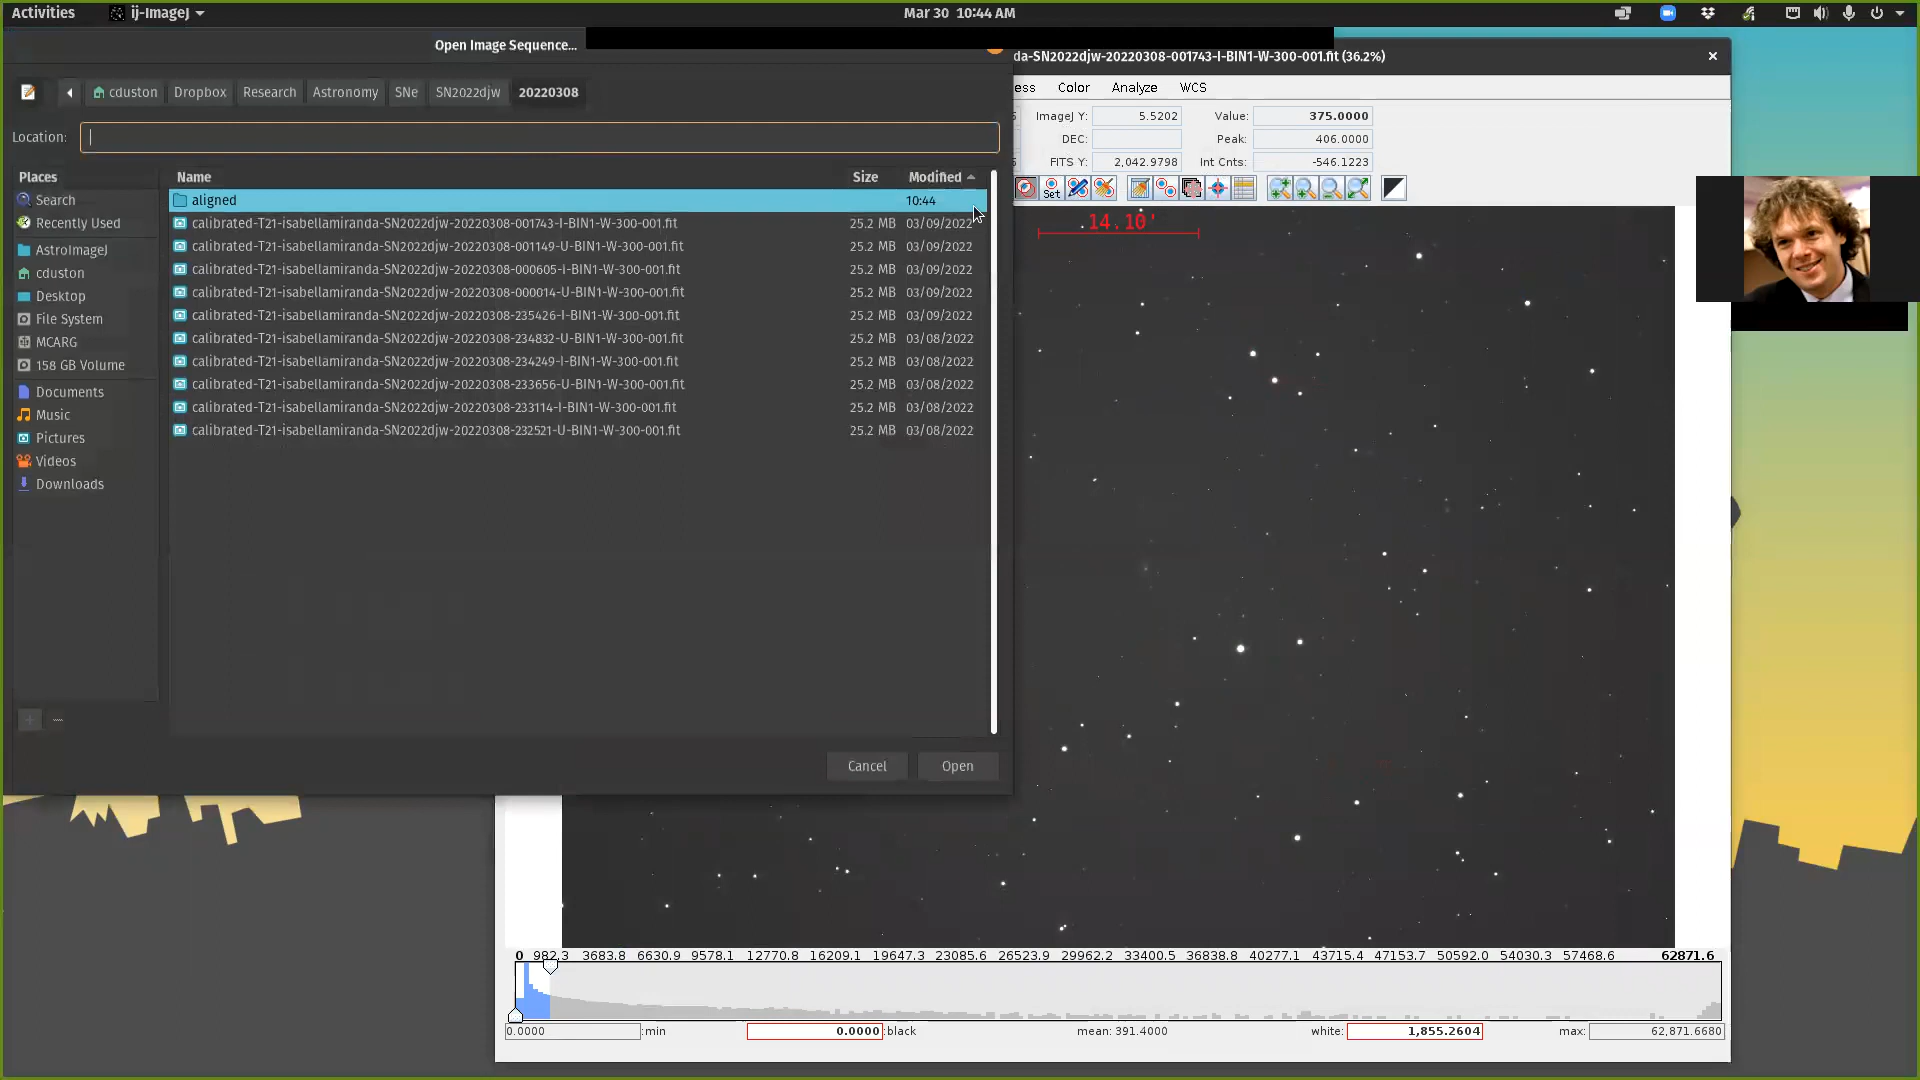 Activities ij-ImageJ Mar 30 10:44 AM
Open Image Sequence...
da-SN2022djw-20220308-001743-I-BIN1-W-300-001.fit (36.2%)
cduston Dropbox Research Astronomy SNe SN2022djw 20220308
Location:
Places
Search
Recently Used
AstroImageJ
cduston
Desktop
File System
MCARG
158 GB Volume
Documents
Music
Pictures
Videos
Downloads
Name Size Modified
aligned 10:44
calibrated-T21-isabellamiranda-SN2022djw-20220308-001743-I-BIN1-W-300-001.fit 25.2 MB 03/09/2022
calibrated-T21-isabellamiranda-SN2022djw-20220308-001149-U-BIN1-W-300-001.fit 25.2 MB 03/09/2022
calibrated-T21-isabellamiranda-SN2022djw-20220308-000605-I-BIN1-W-300-001.fit 25.2 MB 03/09/2022
calibrated-T21-isabellamiranda-SN2022djw-20220308-000014-U-BIN1-W-300-001.fit 25.2 MB 03/09/2022
calibrated-T21-isabellamiranda-SN2022djw-20220308-235426-I-BIN1-W-300-001.fit 25.2 MB 03/09/2022
calibrated-T21-isabellamiranda-SN2022djw-20220308-234832-U-BIN1-W-300-001.fit 25.2 MB 03/08/2022
calibrated-T21-isabellamiranda-SN2022djw-20220308-234249-I-BIN1-W-300-001.fit 25.2 MB 03/08/2022
calibrated-T21-isabellamiranda-SN2022djw-20220308-233656-U-BIN1-W-300-001.fit 25.2 MB 03/08/2022
calibrated-T21-isabellamiranda-SN2022djw-20220308-233114-I-BIN1-W-300-001.fit 25.2 MB 03/08/2022
calibrated-T21-isabellamiranda-SN2022djw-20220308-232521-U-BIN1-W-300-001.fit 25.2 MB 03/08/2022
Cancel Open
ess Color Analyze WCS
ImageJ Y: 5.5202 Value: 375.0000
DEC: Peak: 406.0000
FITS Y: 2,042.9798 Int Cnts: -546.1223
Set
14.10'
0 982.3 3683.8 6630.9 9578.1 12770.8 16209.1 19647.3 23085.6 26523.9 29962.2 33400.5 36838.8 40277.1 43715.4 47153.7 50592.0 54030.3 57468.6 62871.6
0.0000 :min 0.0000 :black mean: 391.4000 white: 1,855.2604 max: 62,871.6680